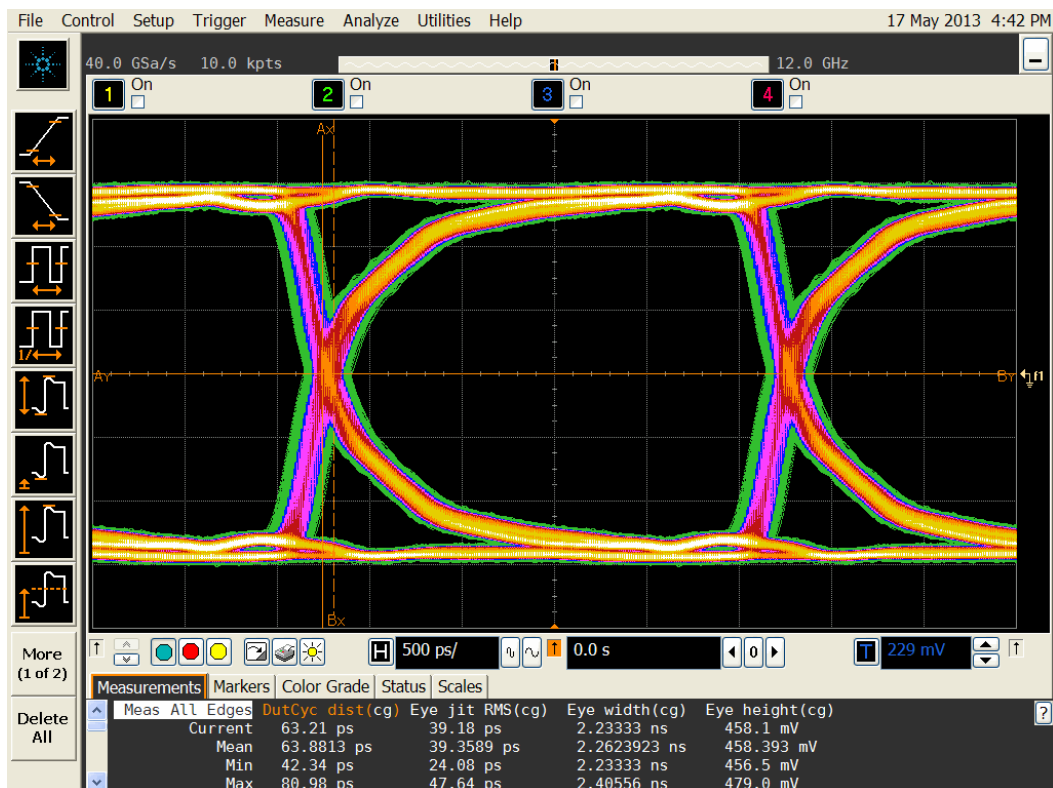 File Control Setup Trigger Measure Analyze Utilities Help 17 May 2013 4:42 PM
40.0 GSa/s 10.0 kpts 12.0 GHz
1 On 2 On 3 On 4 On
Ax
AY BY f1
Bx
1/
More
(1 of 2)
Delete
All
H 500 ps/ 0.0 s 0 T 229 mV
Measurements Markers Color Grade Status Scales
Meas All Edges DutCyc dist(cg) Eye jit RMS(cg) Eye width(cg) Eye height(cg) ?
Current 63.21 ps 39.18 ps 2.23333 ns 458.1 mV
Mean 63.8813 ps 39.3589 ps 2.2623923 ns 458.393 mV
Min 42.34 ps 24.08 ps 2.23333 ns 456.5 mV
Max 80.98 ps 47.64 ps 2.40556 ns 479.0 mV